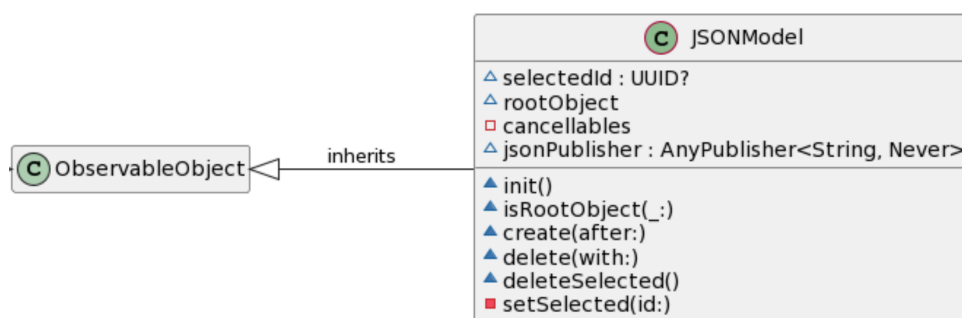 C JSONModel
selectedId : UUID?
rootObject
cancellables
jsonPublisher : AnyPublisher<String, Never>
C ObservableObject
inherits
init()
isRootObject(_:)
create(after:)
delete(with:)
deleteSelected()
setSelected(id:)